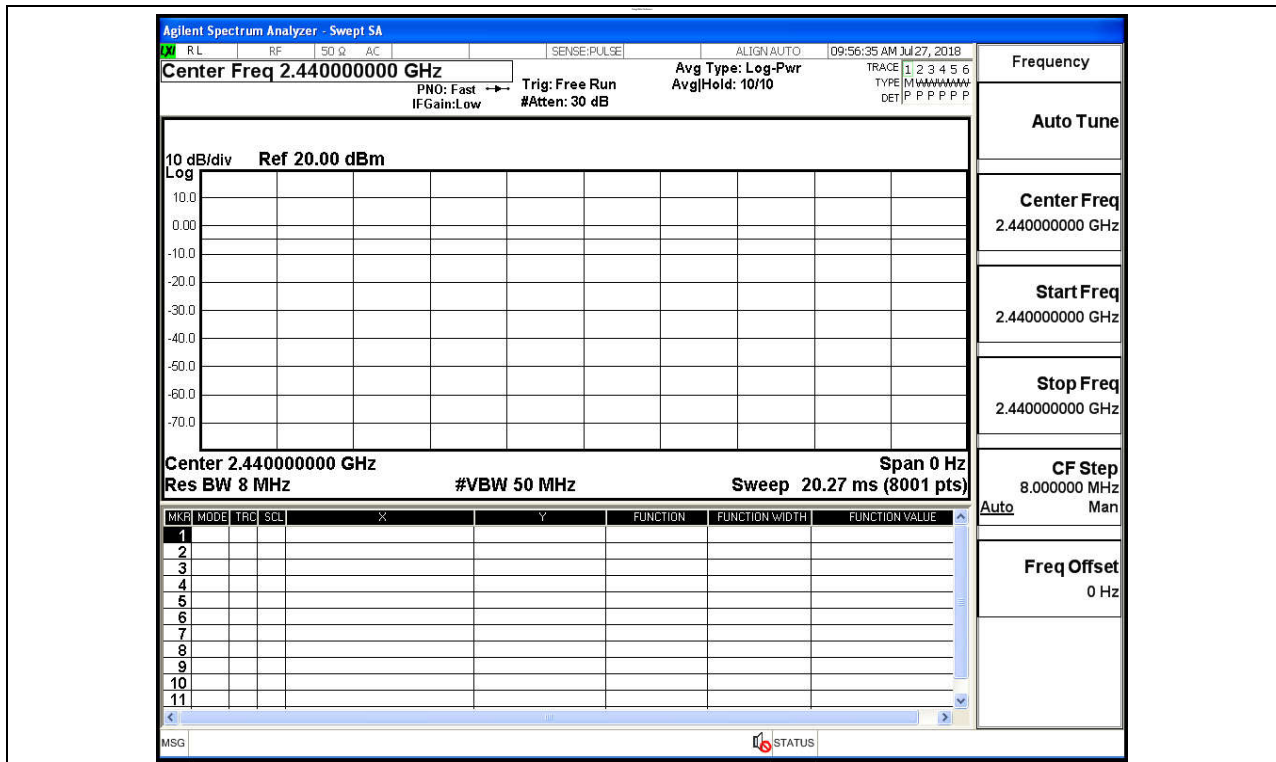 Agilent Spectrum Analyzer - Swept SA
LXI RL RF 50 Ω AC SENSE:PULSE ALIGN AUTO 09:56:35 AM Jul 27, 2018
Center Freq 2.440000000 GHz
PNO: Fast
IFGain:Low
Trig: Free Run
#Atten: 30 dB
Avg Type: Log-Pwr
Avg|Hold: 10/10
TRACE 1 2 3 4 5 6
TYPE M WWWWW
DET P P P P P P
10 dB/div Ref 20.00 dBm
Log
10.0
0.00
-10.0
-20.0
-30.0
-40.0
-50.0
-60.0
-70.0
Center 2.440000000 GHz Span 0 Hz
Res BW 8 MHz #VBW 50 MHz Sweep 20.27 ms (8001 pts)
MKR MODE TRC SCL X Y FUNCTION FUNCTION WIDTH FUNCTION VALUE
1
2
3
4
5
6
7
8
9
10
11
MSG STATUS
Frequency
Auto Tune
Center Freq
2.440000000 GHz
Start Freq
2.440000000 GHz
Stop Freq
2.440000000 GHz
CF Step
8.000000 MHz
Auto Man
Freq Offset
0 Hz